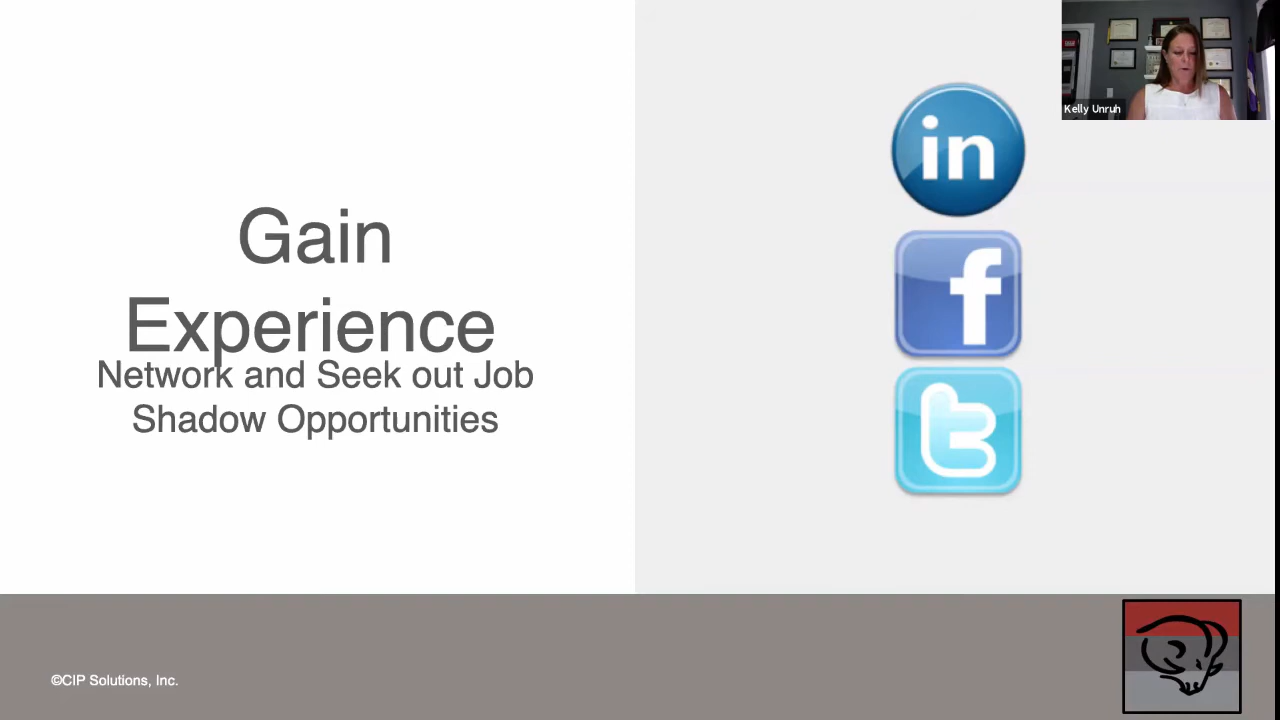 Gain
Experience
Network and Seek out Job
Shadow Opportunities
in
f
t
Kelly Unruh
©CIP Solutions, Inc.